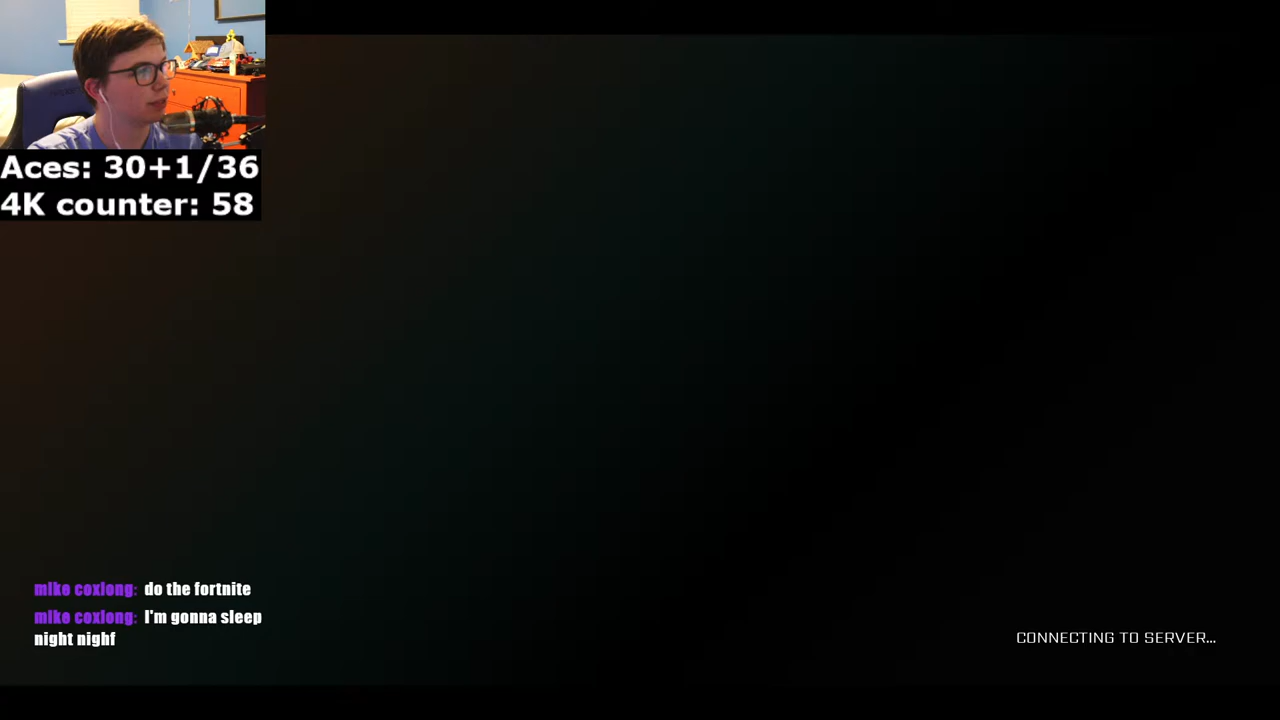 Aces: 30+1/36
4K counter: 58
mike coxlong: do the fortnite
mike coxlong: I'm gonna sleep
night nighf
CONNECTING TO SERVER...